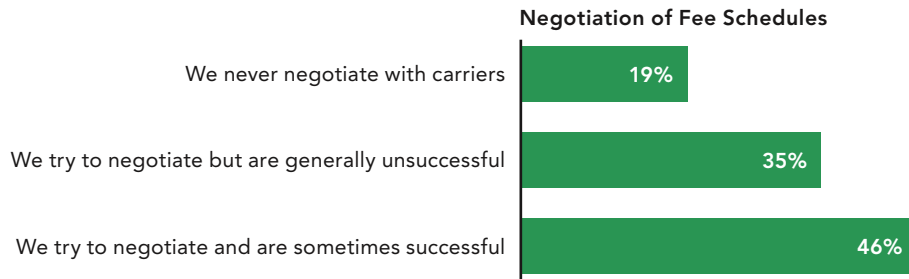 Negotiation of Fee Schedules
We never negotiate with carriers 19%
We try to negotiate but are generally unsuccessful 35%
We try to negotiate and are sometimes successful 46%